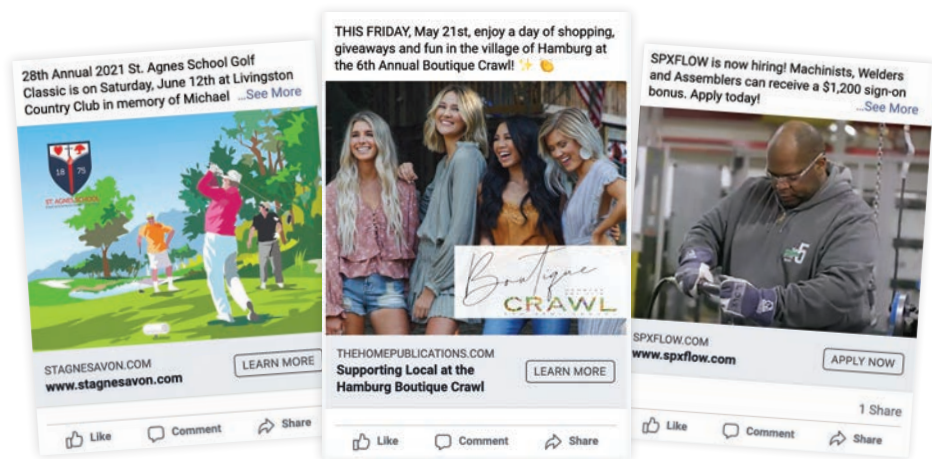 28th Annual 2021 St. Agnes School Golf
Classic is on Saturday, June 12th at Livingston
Country Club in memory of Michael ...See More
18 75
ST. AGNES SCHOOL
STAGNESAVON.COM
www.stagnesavon.com
LEARN MORE
Like
Comment
Share
THIS FRIDAY, May 21st, enjoy a day of shopping,
giveaways and fun in the village of Hamburg at
the 6th Annual Boutique Crawl! ✨ 👏
Boutique
CRAWL
THEHOMEPUBLICATIONS.COM
Supporting Local at the
Hamburg Boutique Crawl
LEARN MORE
Like
Comment
Share
SPXFLOW is now hiring! Machinists, Welders
and Assemblers can receive a $1,200 sign-on
bonus. Apply today!
...See More
5
SPXFLOW.COM
www.spxflow.com
APPLY NOW
1 Share
Like
Comment
Share